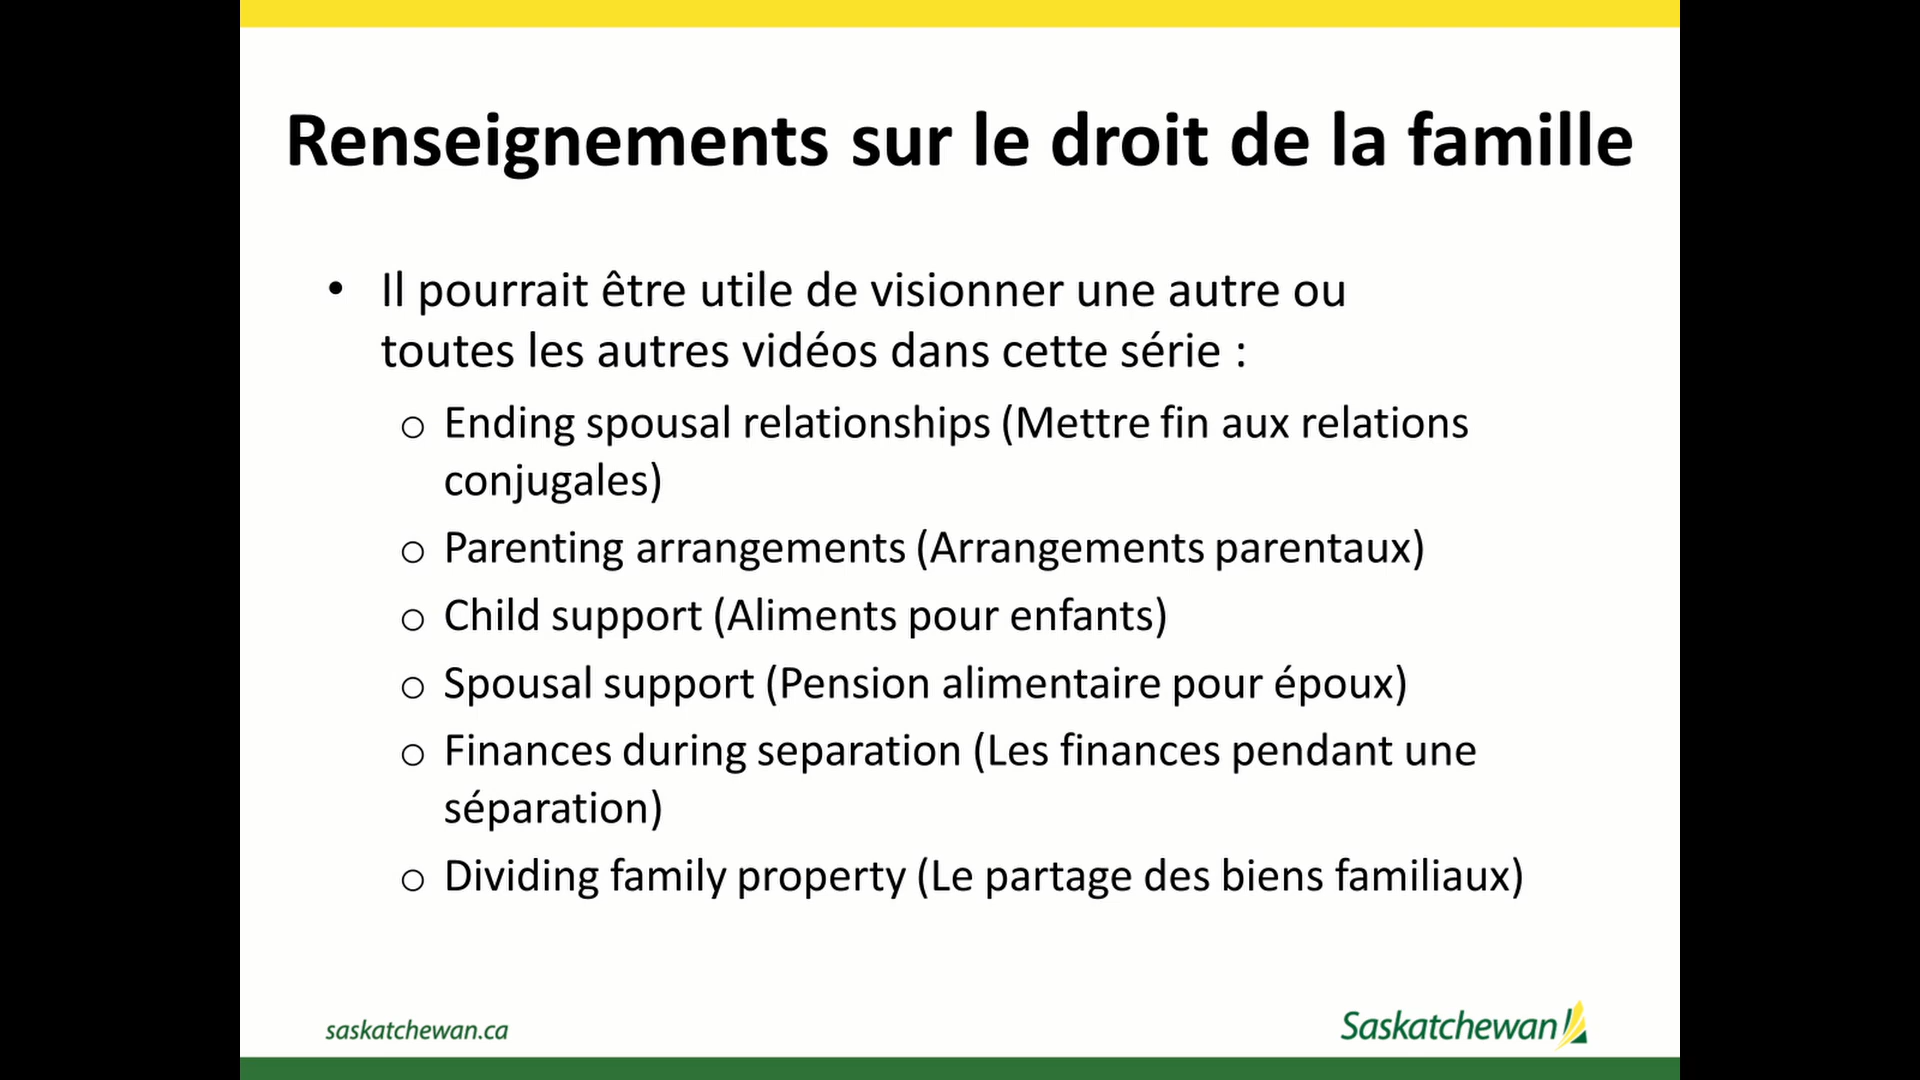 Renseignements sur le droit de la famille
• Il pourrait être utile de visionner une autre ou
toutes les autres vidéos dans cette série :
o Ending spousal relationships (Mettre fin aux relations
conjugales)
o Parenting arrangements (Arrangements parentaux)
o Child support (Aliments pour enfants)
o Spousal support (Pension alimentaire pour époux)
o Finances during separation (Les finances pendant une
séparation)
o Dividing family property (Le partage des biens familiaux)
saskatchewan.ca
Saskatchewan